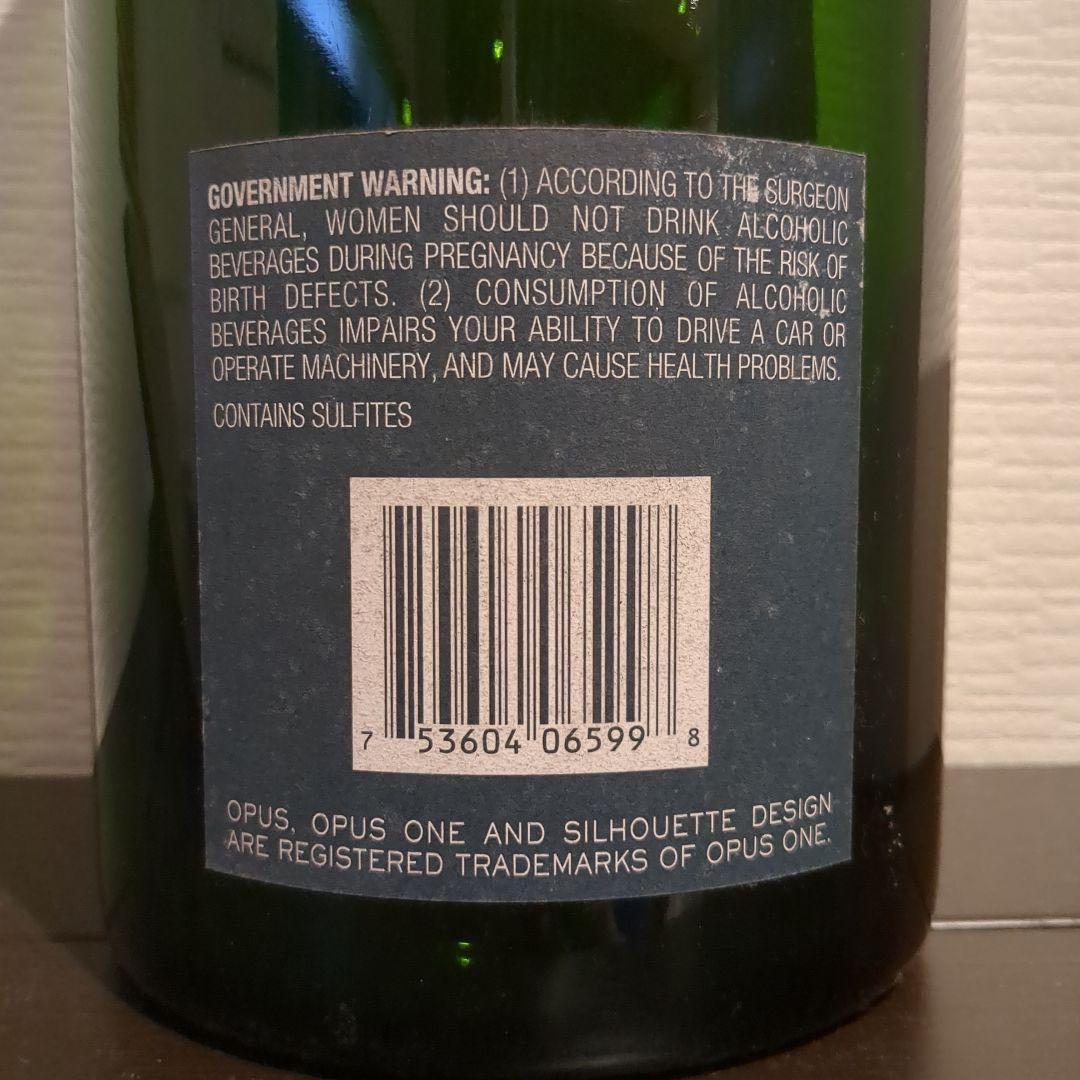 GOVERNMENT WARNING: (1) ACCORDING TO THE SURGEON
GENERAL, WOMEN SHOULD NOT DRINK ALCOHOLIC
BEVERAGES DURING PREGNANCY BECAUSE OF THE RISK OF
BIRTH DEFECTS. (2) CONSUMPTION OF ALCOHOLIC
BEVERAGES IMPAIRS YOUR ABILITY TO DRIVE A CAR OR
OPERATE MACHINERY, AND MAY CAUSE HEALTH PROBLEMS.
CONTAINS SULFITES
7 53604 06599 8
OPUS, OPUS ONE AND SILHOUETTE DESIGN
ARE REGISTERED TRADEMARKS OF OPUS ONE.